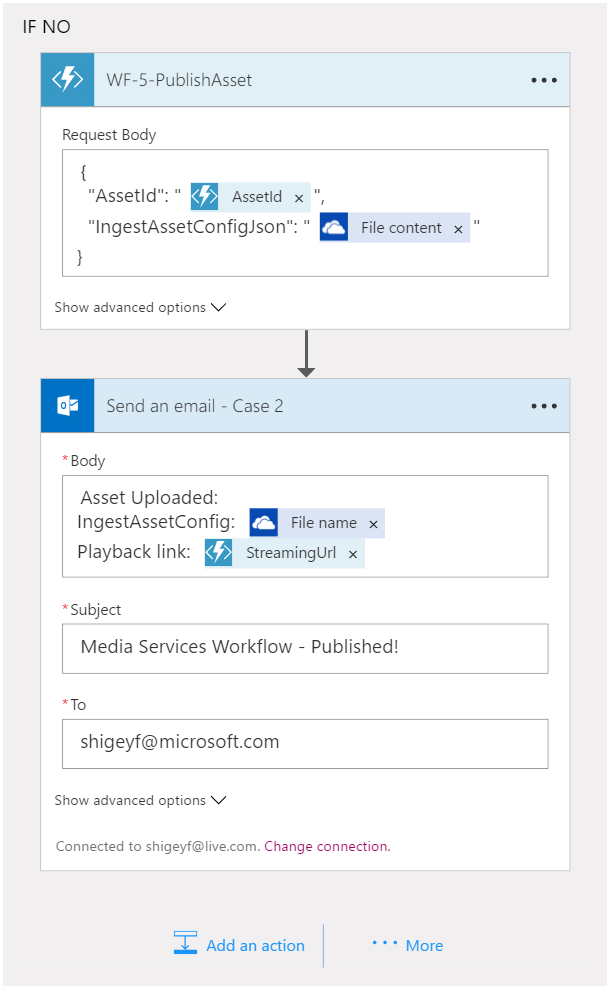 IF NO
WF-5-PublishAsset
Request Body
{
"AssetId": " AssetId × ",
"IngestAssetConfigJson": " File content × "
}
Show advanced options
Send an email - Case 2
*Body
Asset Uploaded:
IngestAssetConfig: File name ×
Playback link: StreamingUrl ×
*Subject
Media Services Workflow - Published!
*To
shigeyf@microsoft.com
Show advanced options
Connected to shigeyf@live.com. Change connection.
Add an action ··· More